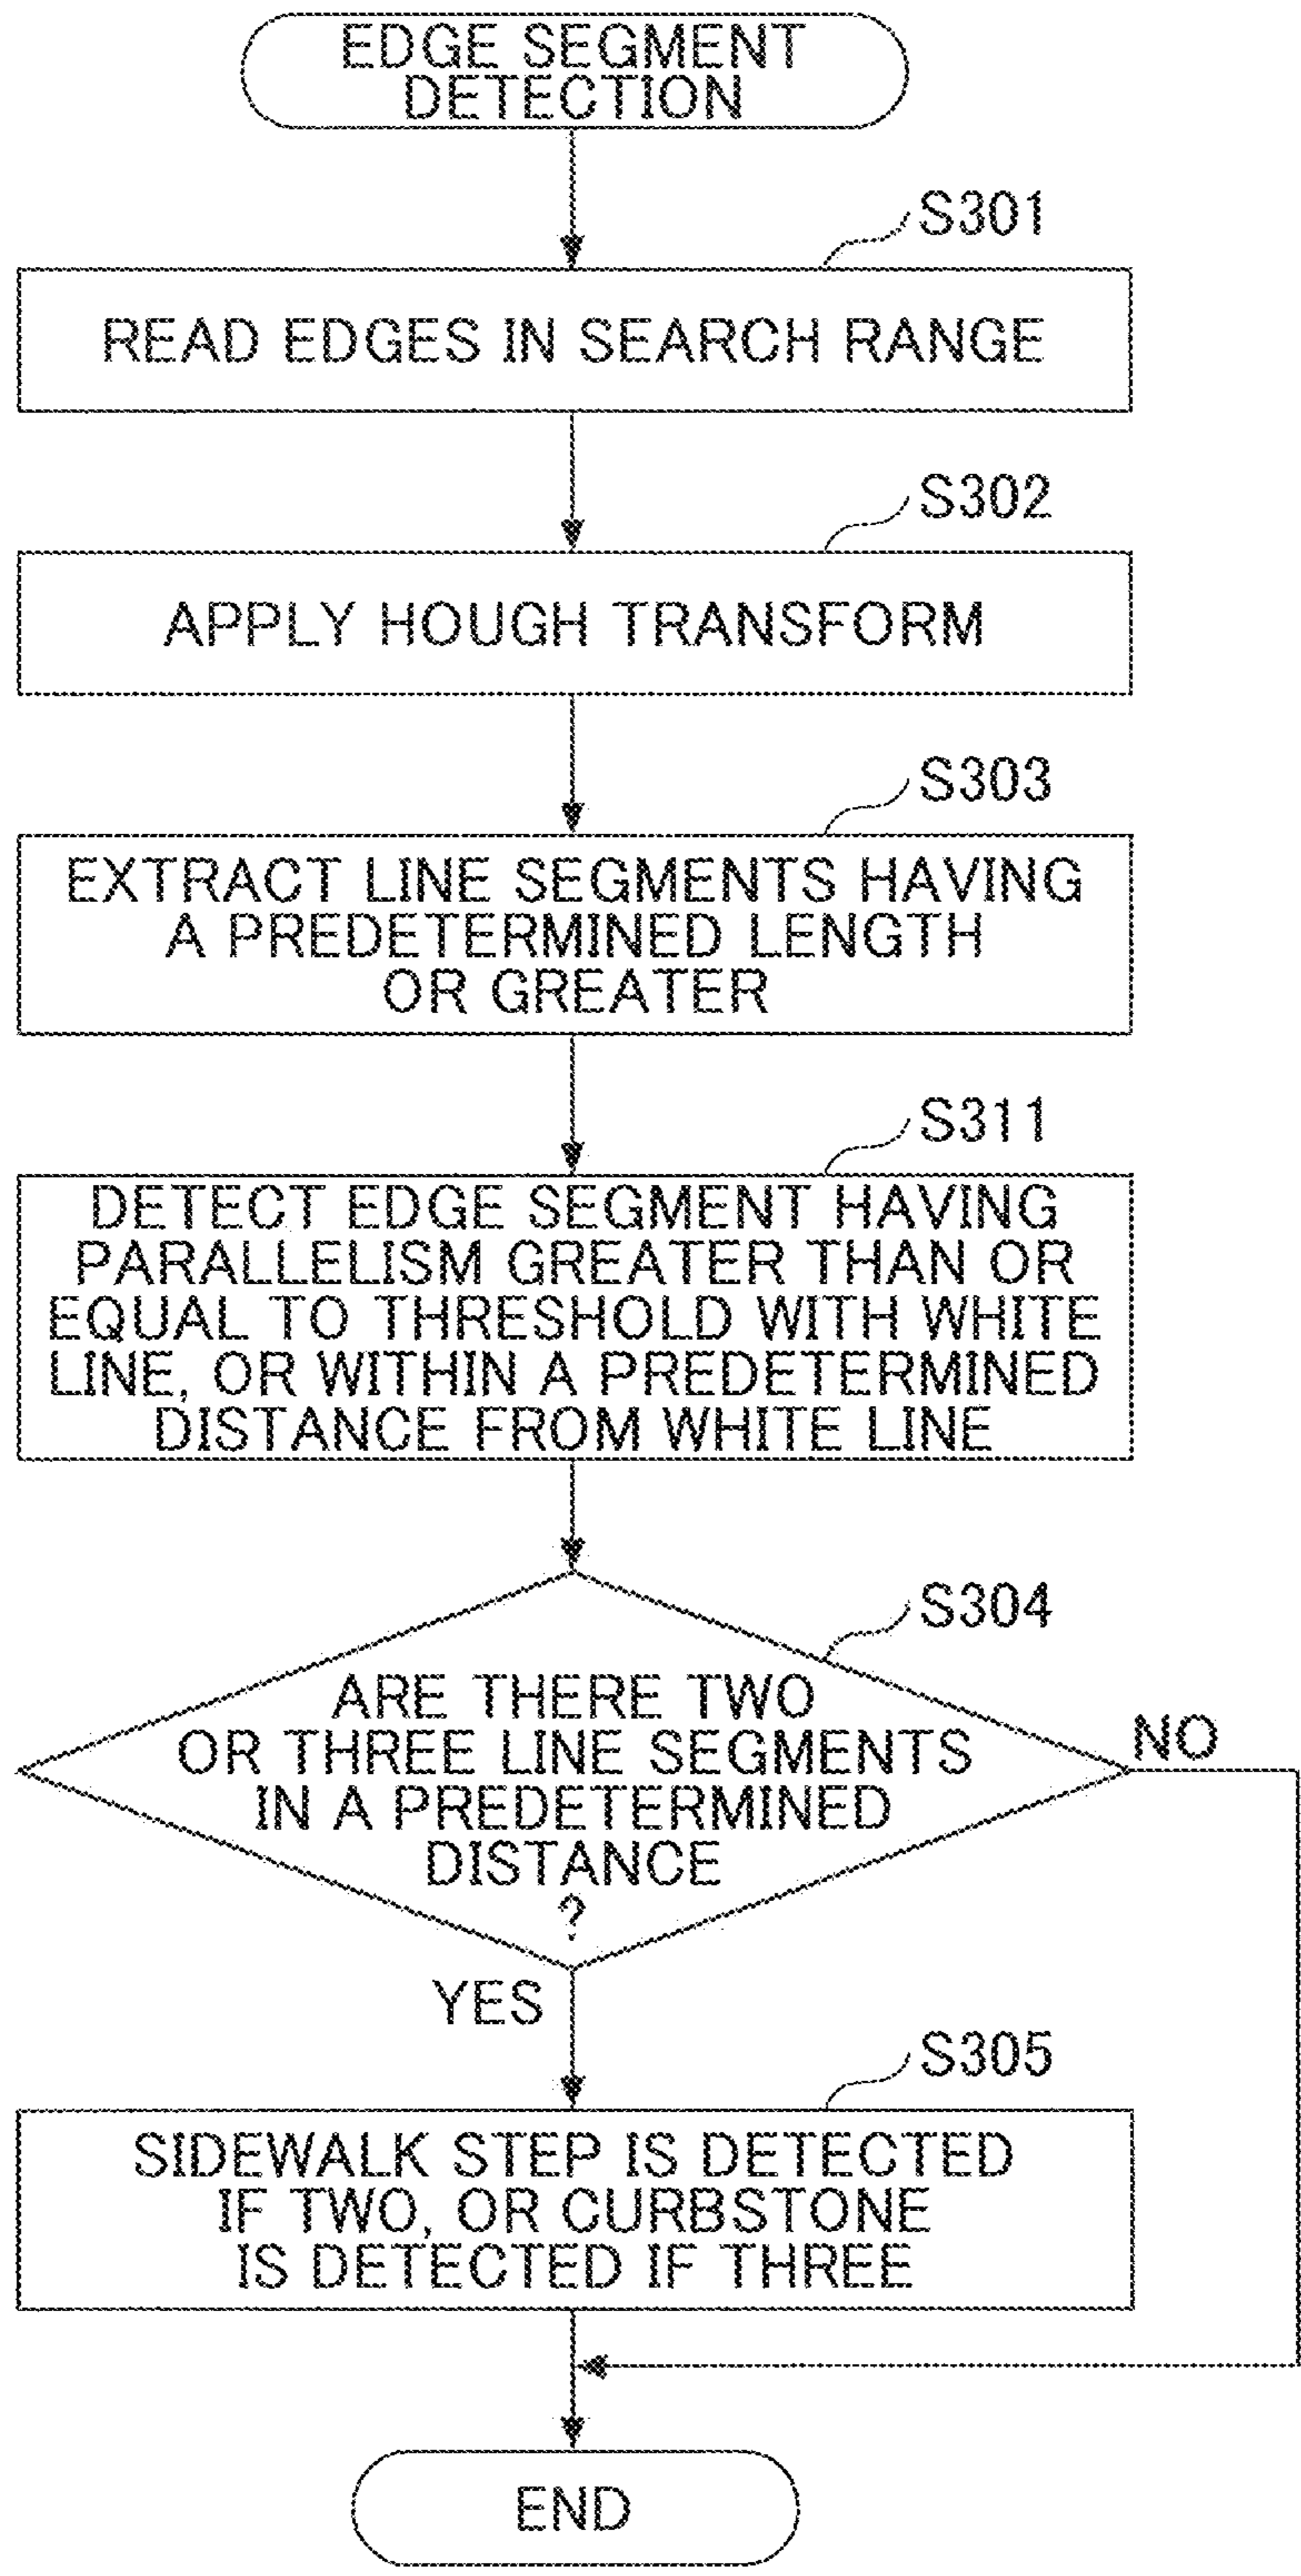 EDGE SEGMENT
DETECTION
S301
READ EDGES IN SEARCH RANGE
S302
APPLY HOUGH TRANSFORM
S303
EXTRACT LINE SEGMENTS HAVING
A PREDETERMINED LENGTH
OR GREATER
S311
DETECT EDGE SEGMENT HAVING
PARALLELISM GREATER THAN OR
EQUAL TO THRESHOLD WITH WHITE
LINE, OR WITHIN A PREDETERMINED
DISTANCE FROM WHITE LINE
S304
ARE THERE TWO
OR THREE LINE SEGMENTS
IN A PREDETERMINED
DISTANCE
?
NO
YES
S305
SIDEWALK STEP IS DETECTED
IF TWO, OR CURBSTONE
IS DETECTED IF THREE
END